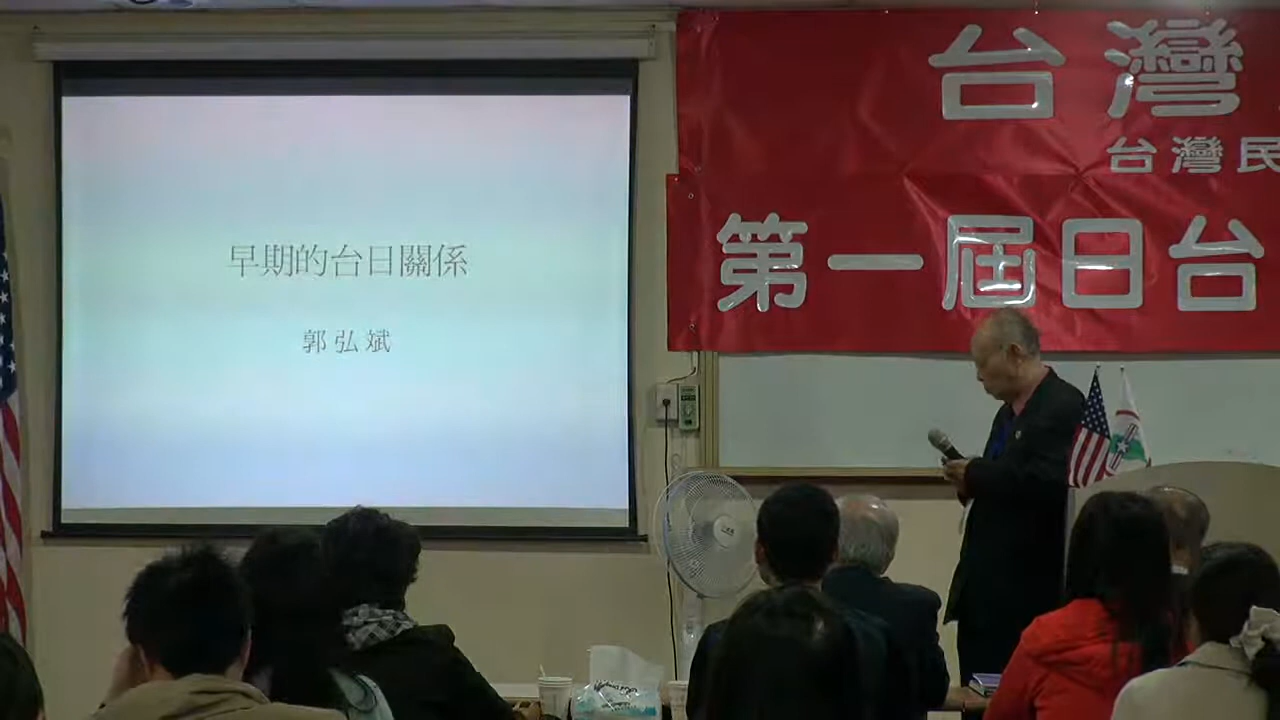 早期的台日關係
郭弘斌
台灣
台灣民
第一屆日台